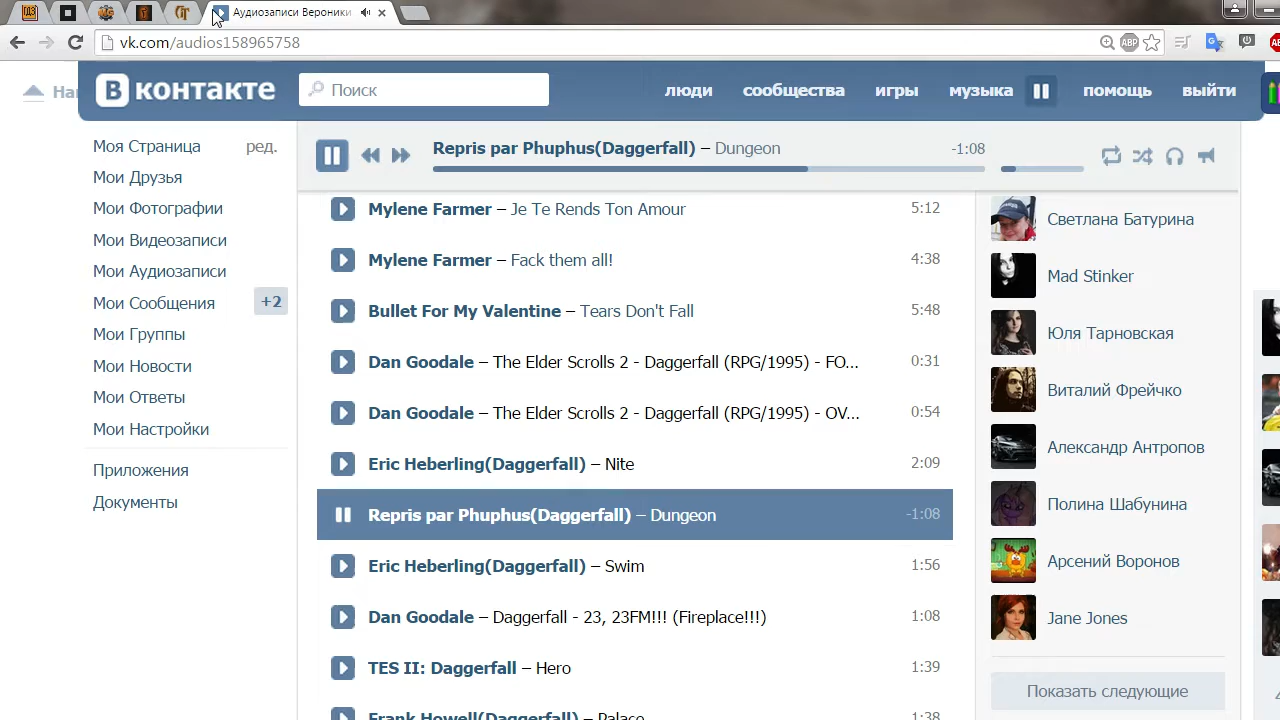 Аудиозаписи Вероники
vk.com/audios158965758
ABP
На
В контакте
Поиск
люди сообщества игры музыка помощь выйти
Моя Страница ред.
Мои Друзья
Мои Фотографии
Мои Видеозаписи
Мои Аудиозаписи
Мои Сообщения +2
Мои Группы
Мои Новости
Мои Ответы
Мои Настройки
Приложения
Документы
Repris par Phuphus(Daggerfall) – Dungeon -1:08
Mylene Farmer – Je Te Rends Ton Amour 5:12
Mylene Farmer – Fack them all! 4:38
Bullet For My Valentine – Tears Don't Fall 5:48
Dan Goodale – The Elder Scrolls 2 - Daggerfall (RPG/1995) - FO... 0:31
Dan Goodale – The Elder Scrolls 2 - Daggerfall (RPG/1995) - OV... 0:54
Eric Heberling(Daggerfall) – Nite 2:09
Repris par Phuphus(Daggerfall) – Dungeon -1:08
Eric Heberling(Daggerfall) – Swim 1:56
Dan Goodale – Daggerfall - 23, 23FM!!! (Fireplace!!!) 1:08
TES II: Daggerfall – Hero 1:39
Frank Howell(Daggerfall) – Palace 1:38
Светлана Батурина
Mad Stinker
Юля Тарновская
Виталий Фрейчко
Александр Антропов
Полина Шабунина
Арсений Воронов
Jane Jones
Показать следующие